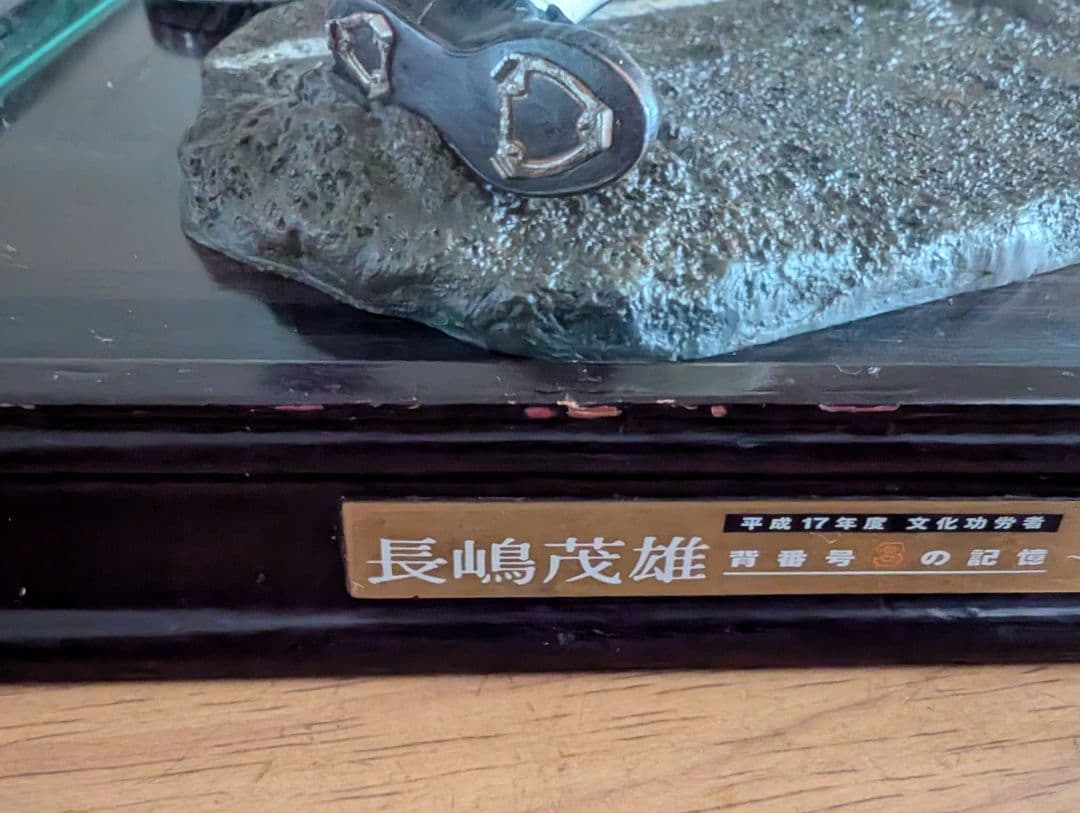 長嶋茂雄
平成17年度 文化功労者
背番号3の記憶